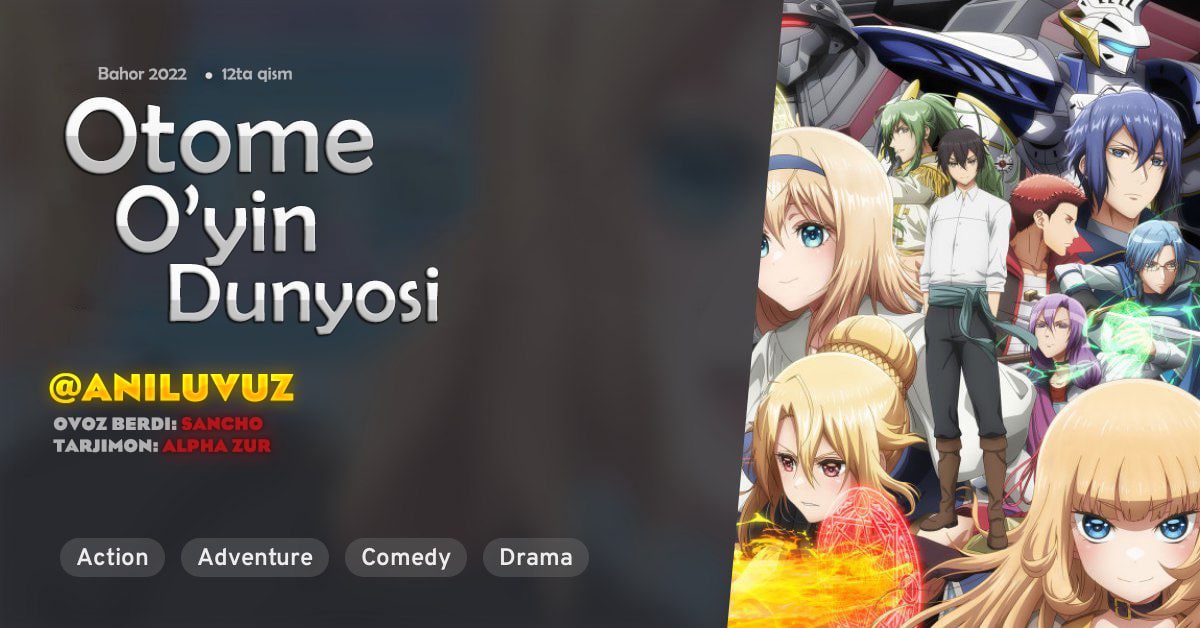 Bahor 2022 • 12ta qism
Otome
O'yin
Dunyosi
@ANILUVUZ
OVOZ BERDI: SANCHO
TARJIMON: ALPHA ZUR
Action Adventure Comedy Drama